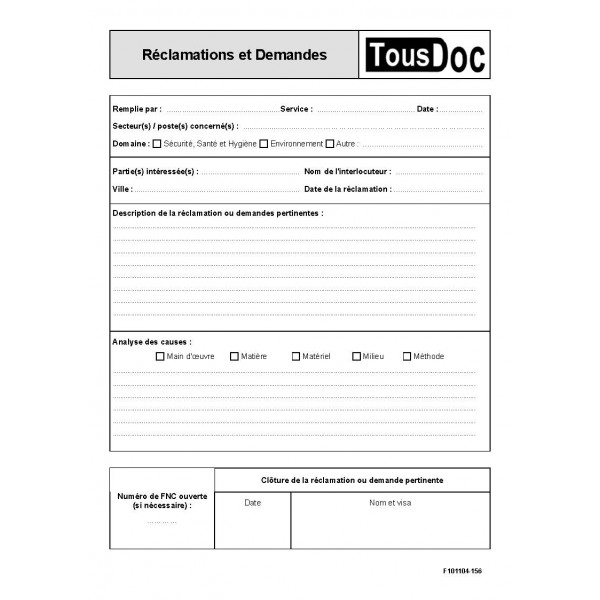 Réclamations et Demandes
TousDoc
Remplie par : Service : Date :
Secteur(s) / poste(s) concerné(s) :
Domaine : Sécurité, Santé et Hygiène Environnement Autre :
Partie(s) intéressée(s) : Nom de l'interlocuteur :
Ville : Date de la réclamation :
Description de la réclamation ou demandes pertinentes :
Analyse des causes :
Main d'œuvre Matière Matériel Milieu Méthode
Numéro de FNC ouverte
(si nécessaire) :
Clôture de la réclamation ou demande pertinente
Date Nom et visa
F101104-156